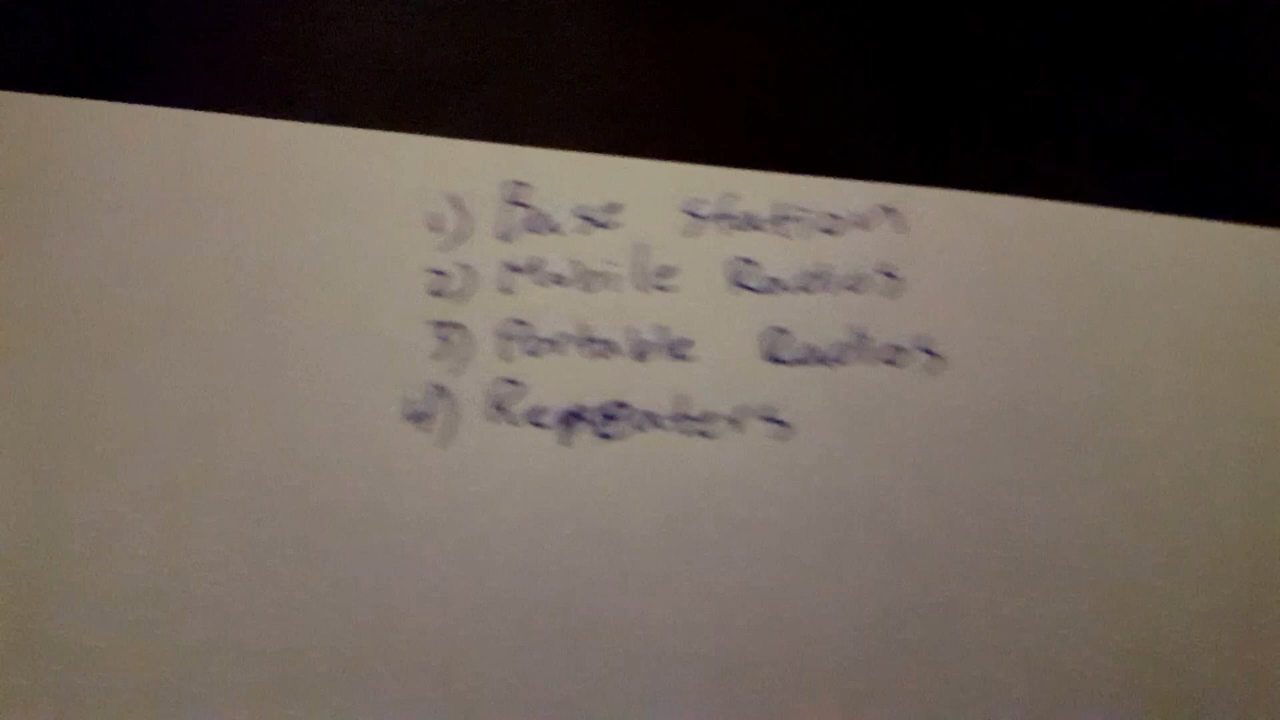 1) Base Stations
2) Mobile Radios
3) Portable Radios
4) Repeaters